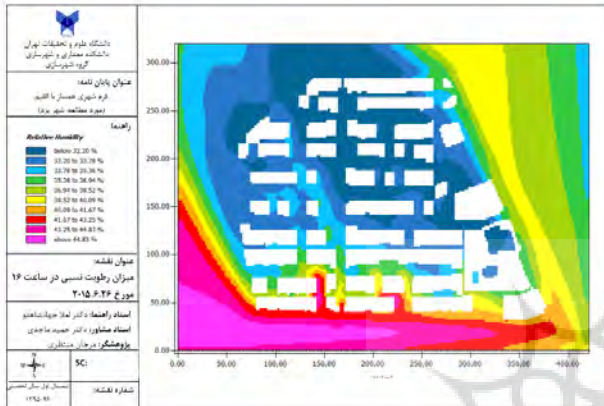 دانشگاه علوم و تحقیقات تهران
دانشکده معماری و شهرسازی
گروه شهرسازی
عنوان پایان نامه:
فرم شهری همساز با اقلیم
(مورد مطالعه شهر یزد)
راهنما
Relative Humidity
below 32.20 %
32.20 to 33.78 %
33.78 to 35.36 %
35.36 to 36.94 %
36.94 to 38.52 %
38.52 to 40.09 %
40.09 to 41.67 %
41.67 to 43.25 %
43.25 to 44.83 %
above 44.83 %
عنوان نقشه:
میزان رطوبت نسبی در ساعت ۱۶
مورخ ۲۰۱۵.۶.۲۶
استاد راهنما: دکتر
استاد مشاور: دکتر حمید ماجدی
پژوهشگر: مرجان منتظری
SC:
شماره نقشه:
300.00
250.00
200.00
150.00
100.00
50.00
0.00
0.00 50.00 100.00 150.00 200.00 250.00 300.00 350.00 400.00